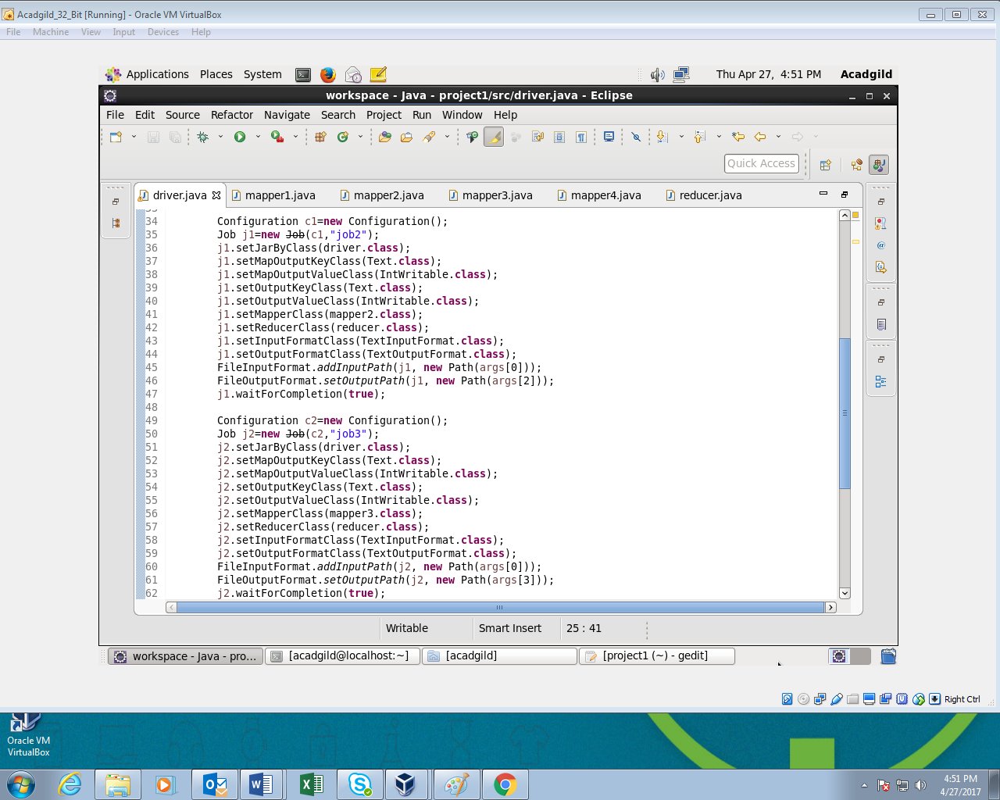 Acadgild_32_Bit [Running] - Oracle VM VirtualBox
File Machine View Input Devices Help
Applications Places System Thu Apr 27, 4:51 PM Acadgild
workspace - Java - project1/src/driver.java - Eclipse
File Edit Source Refactor Navigate Search Project Run Window Help
Quick Access
driver.java mapper1.java mapper2.java mapper3.java mapper4.java reducer.java
33
34 Configuration c1=new Configuration();
35 Job j1=new Job(c1,"job2");
36 j1.setJarByClass(driver.class);
37 j1.setMapOutputKeyClass(Text.class);
38 j1.setMapOutputValueClass(IntWritable.class);
39 j1.setOutputKeyClass(Text.class);
40 j1.setOutputValueClass(IntWritable.class);
41 j1.setMapperClass(mapper2.class);
42 j1.setReducerClass(reducer.class);
43 j1.setInputFormatClass(TextInputFormat.class);
44 j1.setOutputFormatClass(TextOutputFormat.class);
45 FileInputFormat.addInputPath(j1, new Path(args[0]));
46 FileOutputFormat.setOutputPath(j1, new Path(args[2]));
47 j1.waitForCompletion(true);
48
49 Configuration c2=new Configuration();
50 Job j2=new Job(c2,"job3");
51 j2.setJarByClass(driver.class);
52 j2.setMapOutputKeyClass(Text.class);
53 j2.setMapOutputValueClass(IntWritable.class);
54 j2.setOutputKeyClass(Text.class);
55 j2.setOutputValueClass(IntWritable.class);
56 j2.setMapperClass(mapper3.class);
57 j2.setReducerClass(reducer.class);
58 j2.setInputFormatClass(TextInputFormat.class);
59 j2.setOutputFormatClass(TextOutputFormat.class);
60 FileInputFormat.addInputPath(j2, new Path(args[0]));
61 FileOutputFormat.setOutputPath(j2, new Path(args[3]));
62 j2.waitForCompletion(true);
Writable Smart Insert 25 : 41
workspace - Java - pro... [acadgild@localhost:~] [acadgild] [project1 (~) - gedit]
Right Ctrl
Oracle VM
VirtualBox
4:51 PM
4/27/2017